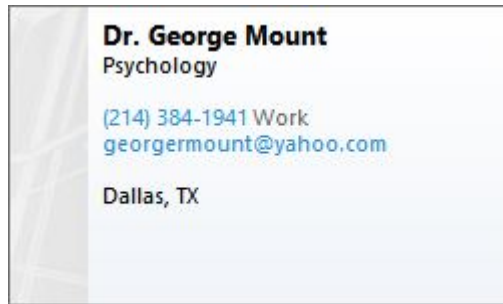 Dr. George Mount
Psychology
(214) 384-1941 Work
georgermount@yahoo.com
Dallas, TX